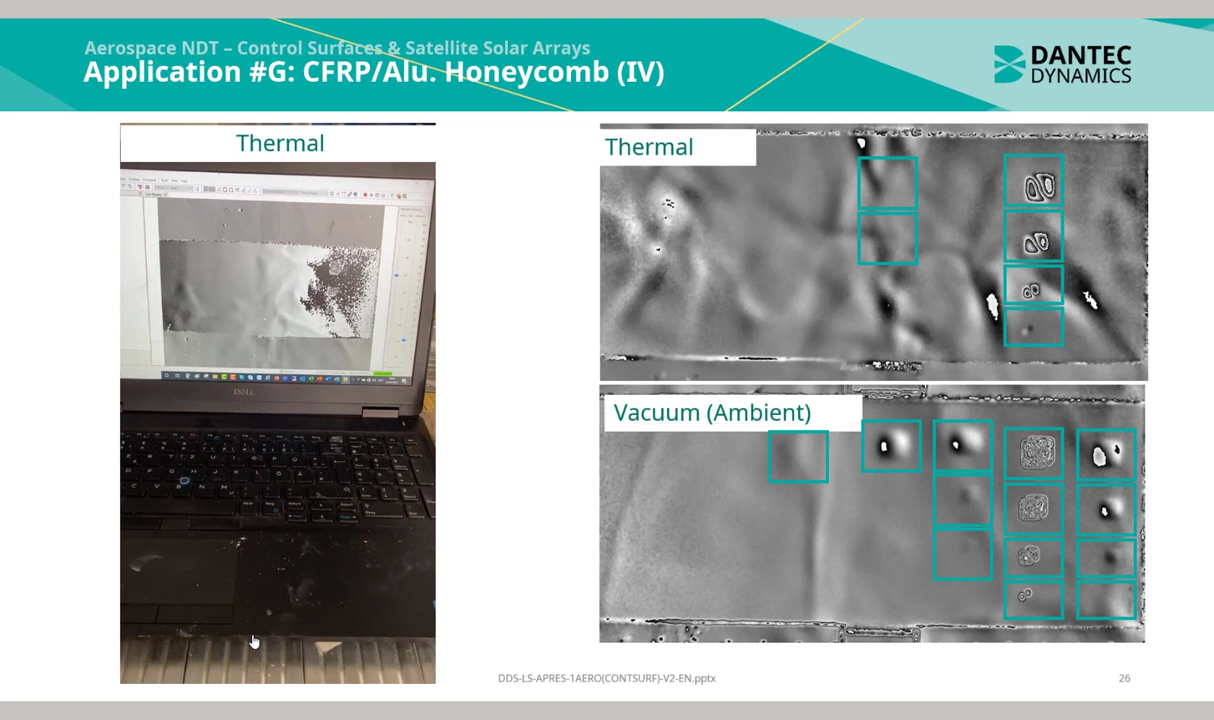 Aerospace NDT – Control Surfaces & Satellite Solar Arrays
Application #G: CFRP/Alu. Honeycomb (IV)
DANTEC
DYNAMICS
Thermal
DELL
Thermal
Vacuum (Ambient)
DDS-LS-APRES-1AERO(CONTSURF)-V2-EN.pptx
26